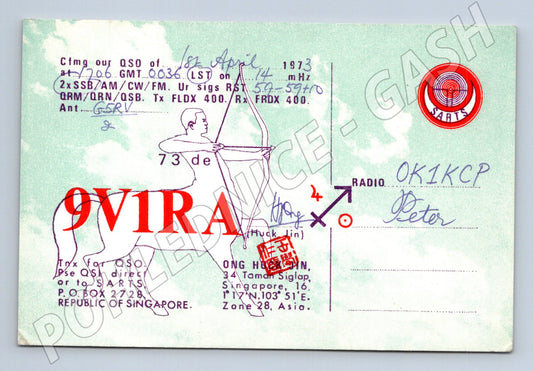 Cfmg our QSO of 1st April 1973
at 1706 GMT 0036 (LST) on 14 mHz
2xSSB/AM/CW/FM. Ur sigs RST 59-59+10
QRM/QRN/QSB. Tx FLDX 400. Rx FRDX 400.
Ant. G5RV
73 de
9V1RA
(Huck Jin)
Tnx for QSO.
Pse QSL direct
or to S.A.R.T.S.
P.O. BOX 2728,
REPUBLIC OF SINGAPORE.
ONG HUCK JIN,
34 Taman Siglap,
Singapore, 16.
1°17'N.103°51'E.
Zone 28, Asia.
SARTS
RADIO OK1KCP
Peter
POHLEDNICE - GASH